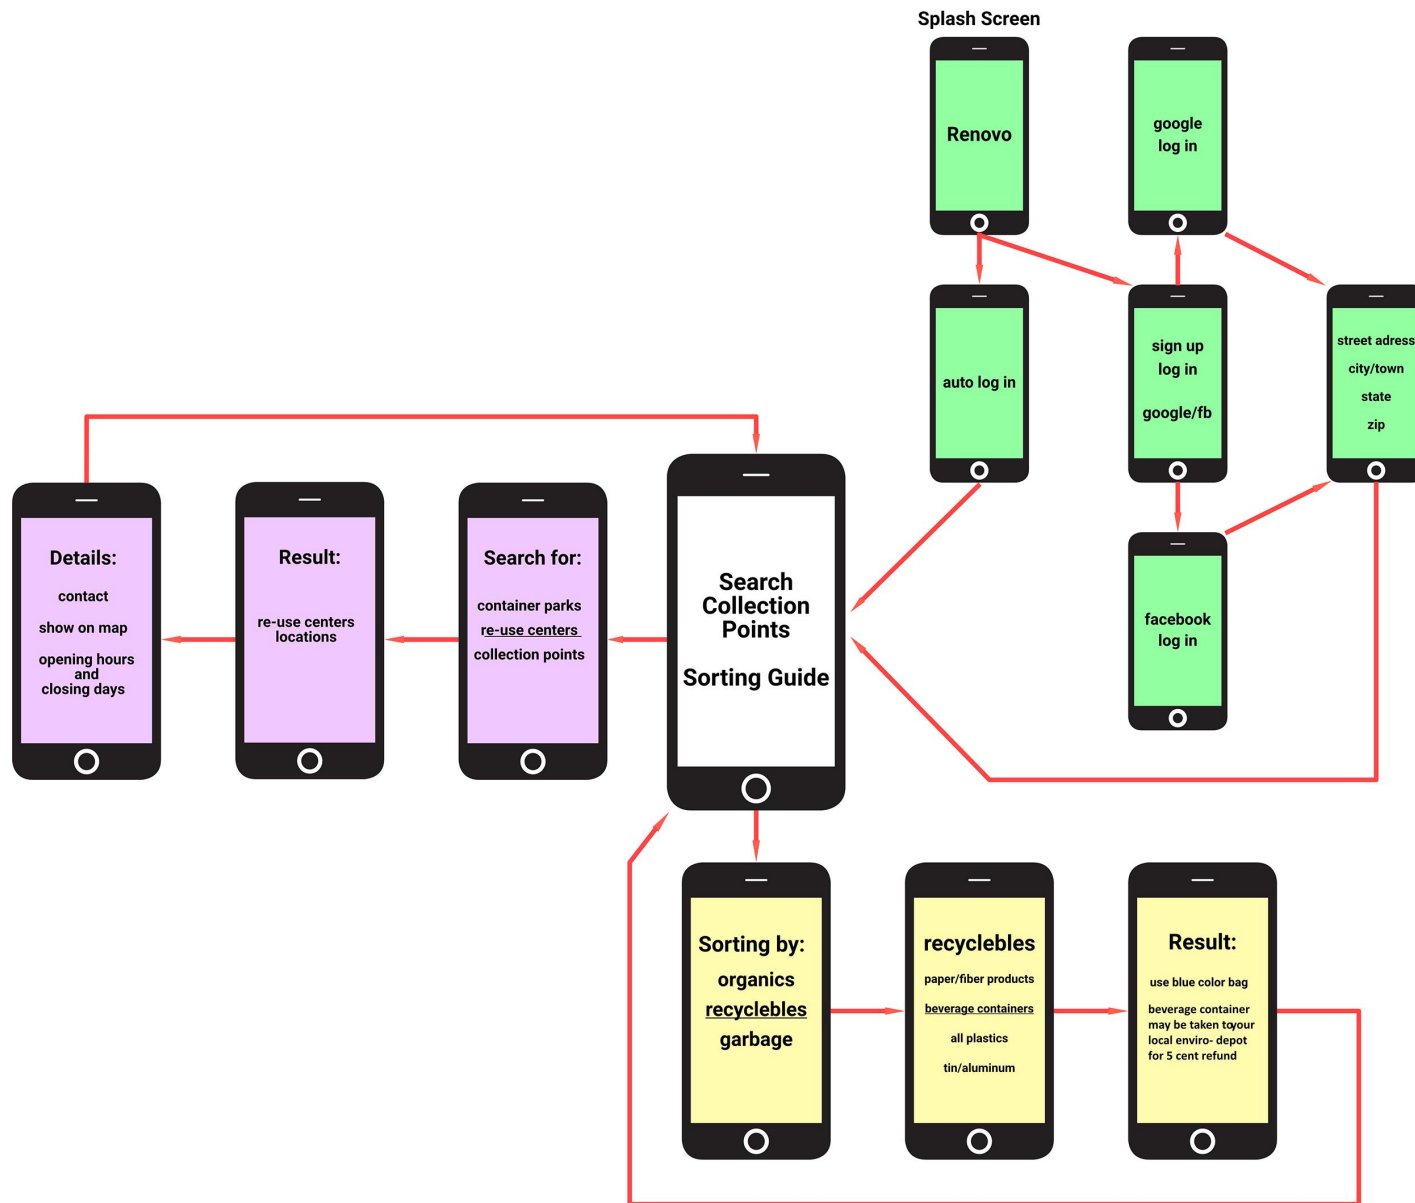 Splash Screen
Renovo
google
log in
auto log in
sign up
log in
google/fb
street adress
city/town
state
zip
facebook
log in
Details:
contact
show on map
opening hours
and
closing days
Result:
re-use centers
locations
Search for:
container parks
re-use centers
collection points
Search
Collection
Points
Sorting Guide
Sorting by:
organics
recyclebles
garbage
recyclebles
paper/fiber products
beverage containers
all plastics
tin/aluminum
Result:
use blue color bag
beverage container
may be taken toyour
local enviro- depot
for 5 cent refund